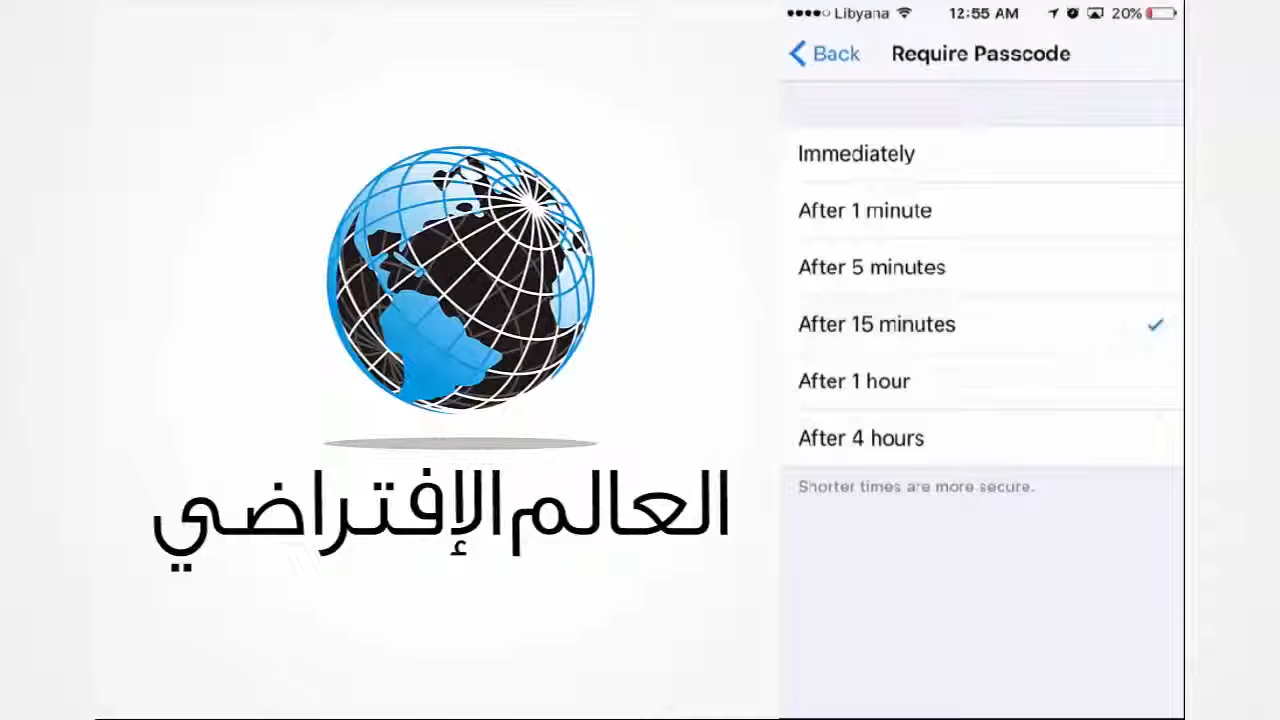 العالم الإفتراضي
Libyana 12:55 AM 20%
Back Require Passcode
Immediately
After 1 minute
After 5 minutes
After 15 minutes
After 1 hour
After 4 hours
Shorter times are more secure.